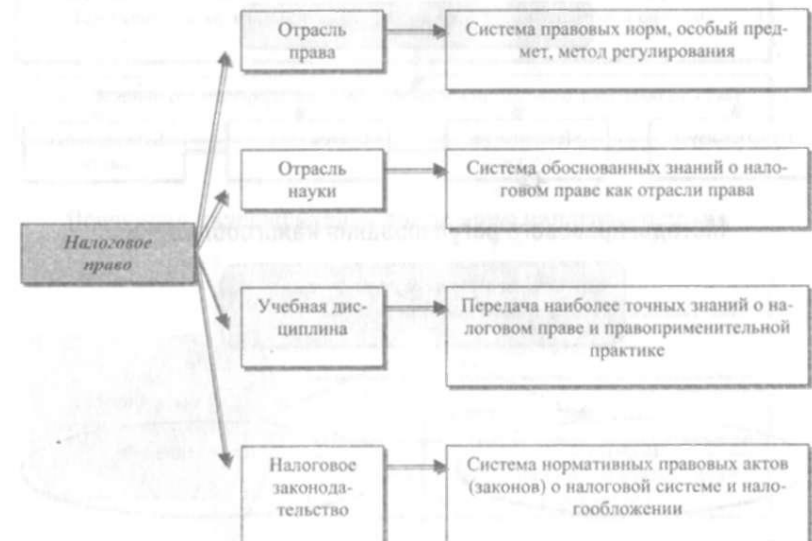 Отрасль
права
Система правовых норм, особый пред-
мет, метод регулирования
Отрасль
науки
Система обоснованных знаний о нало-
говом праве как отрасли права
Налоговое
право
Учебная дис-
циплина
Передача наиболее точных знаний о на-
логовом праве и правоприменительной
практике
Налоговое
законода-
тельство
Система нормативных правовых актов
(законов) о налоговой системе и нало-
гообложении